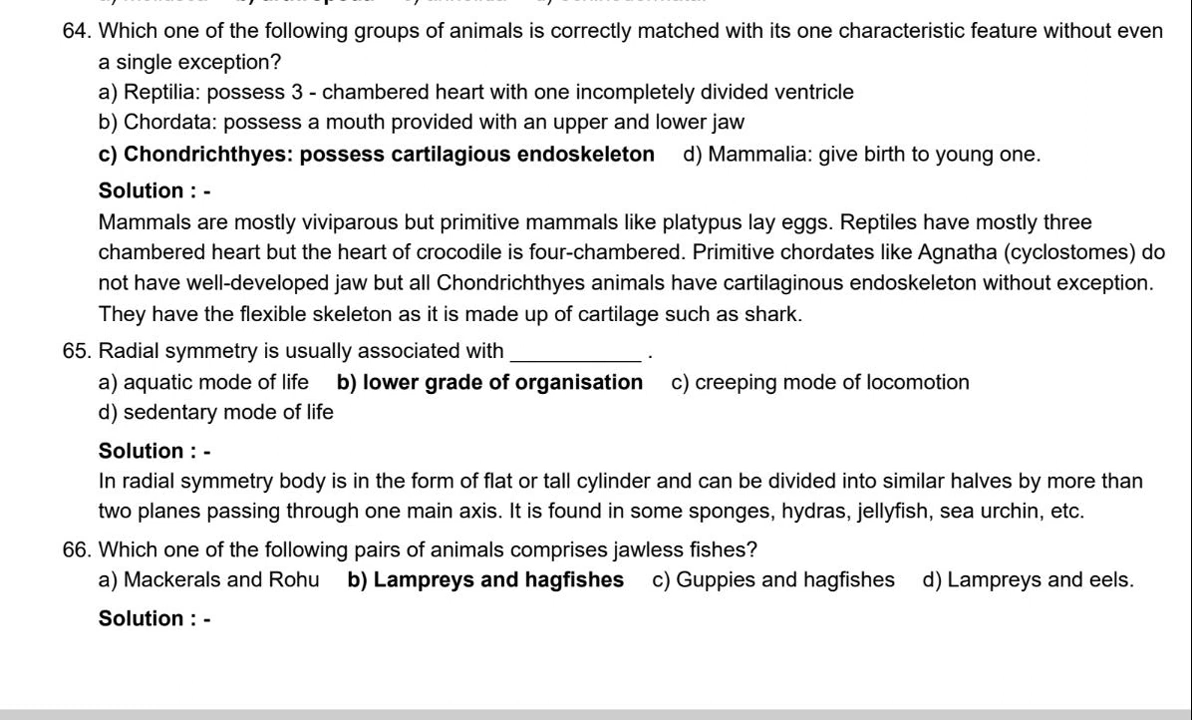 64. Which one of the following groups of animals is correctly matched with its one characteristic feature without even
a single exception?
a) Reptilia: possess 3 - chambered heart with one incompletely divided ventricle
b) Chordata: possess a mouth provided with an upper and lower jaw
c) Chondrichthyes: possess cartilagious endoskeleton d) Mammalia: give birth to young one.
Solution : -
Mammals are mostly viviparous but primitive mammals like platypus lay eggs. Reptiles have mostly three
chambered heart but the heart of crocodile is four-chambered. Primitive chordates like Agnatha (cyclostomes) do
not have well-developed jaw but all Chondrichthyes animals have cartilaginous endoskeleton without exception.
They have the flexible skeleton as it is made up of cartilage such as shark.
65. Radial symmetry is usually associated with ____________ .
a) aquatic mode of life b) lower grade of organisation c) creeping mode of locomotion
d) sedentary mode of life
Solution : -
In radial symmetry body is in the form of flat or tall cylinder and can be divided into similar halves by more than
two planes passing through one main axis. It is found in some sponges, hydras, jellyfish, sea urchin, etc.
66. Which one of the following pairs of animals comprises jawless fishes?
a) Mackerals and Rohu b) Lampreys and hagfishes c) Guppies and hagfishes d) Lampreys and eels.
Solution : -